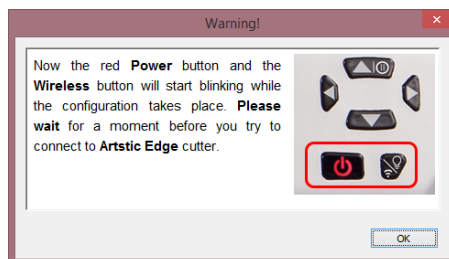 Warning!
Now the red Power button and the
Wireless button will start blinking while
the configuration takes place. Please
wait for a moment before you try to
connect to Artstic Edge cutter.
OK